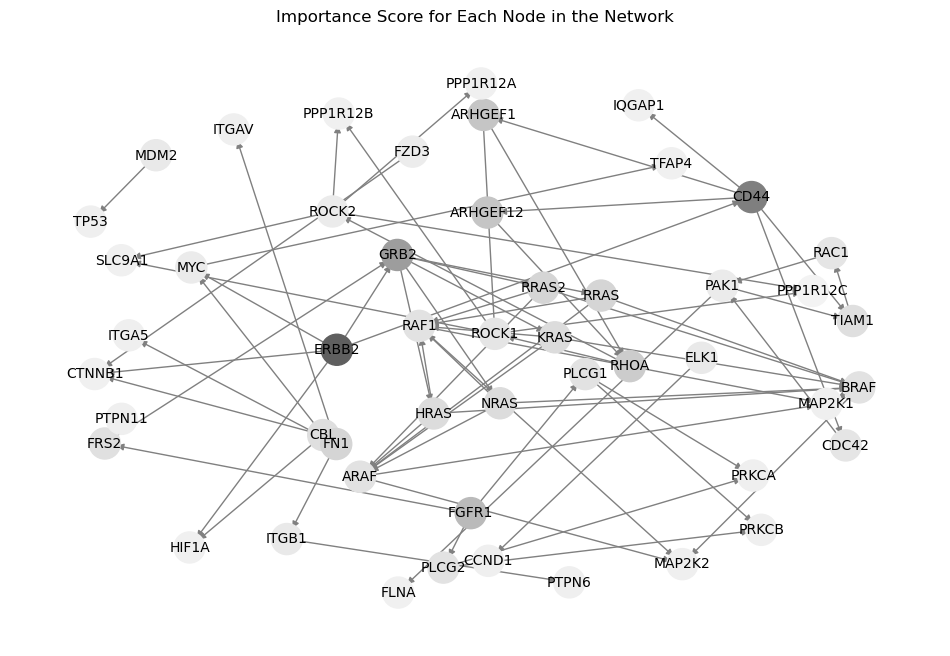 Importance Score for Each Node in the Network
PPP1R12A
IQGAP1
PPP1R12B
ARHGEF1
ITGAV
FZD3
MDM2
TFAP4
CD44
ROCK2
ARHGEF12
TP53
RAC1
GRB2
SLC9A1
MYC
PAK1
RRAS2
PPP1R12C
RRAS
TIAM1
RAF1
ROCK1
KRAS
ITGA5
ERBB2
ELK1
RHOA
CTNNB1
PLCG1
BRAF
NRAS
MAP2K1
HRAS
PTPN11
CBL
FN1
FRS2
CDC42
ARAF
PRKCA
FGFR1
PRKCB
ITGB1
HIF1A
CCND1
MAP2K2
PLCG2
PTPN6
FLNA